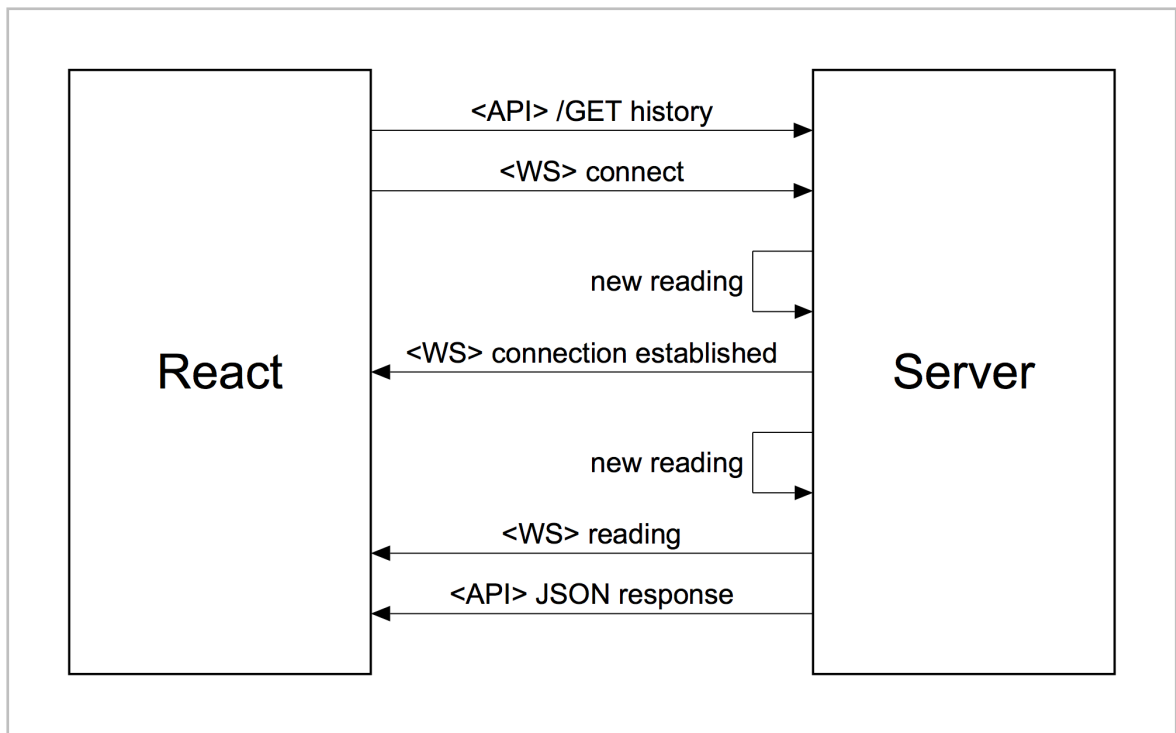 <API> /GET history
<WS> connect
new reading
<WS> connection established
React
Server
new reading
<WS> reading
<API> JSON response